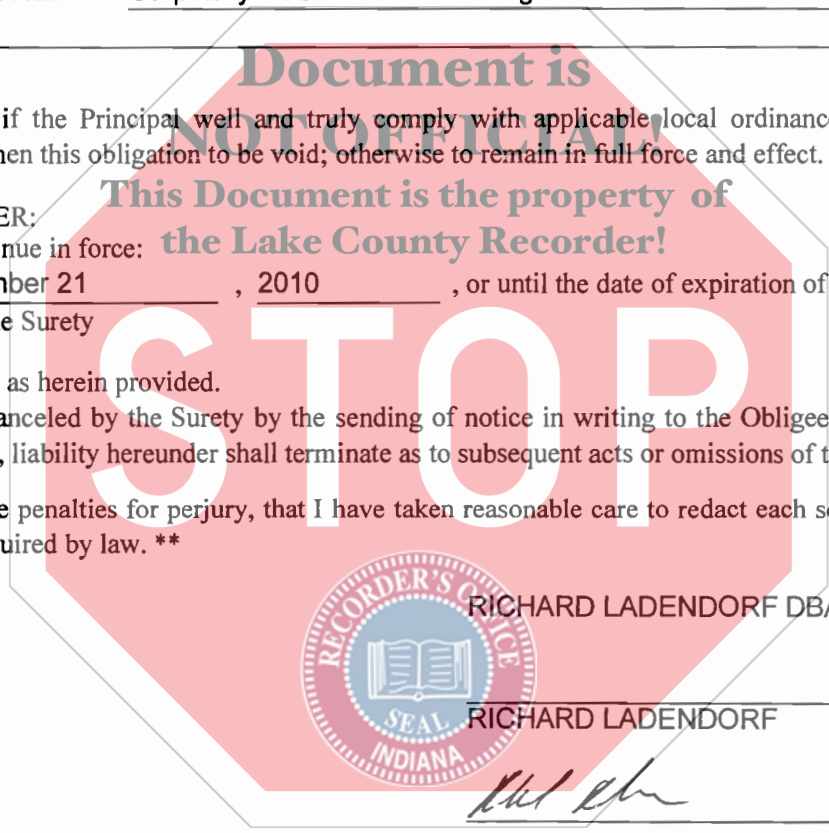 Document is
if the Principal well and truly comply with applicable local ordinanc
NOT OFFICIAL!
nen this obligation to be void; otherwise to remain in full force and effect.
This Document is the property of
ER:
nue in force:
the Lake County Recorder!
nber 21 , 2010 , or until the date of expiration of
e Surety
STOP
as herein provided.
anceled by the Surety by the sending of notice in writing to the Obligee
, liability hereunder shall terminate as to subsequent acts or omissions of t
e penalties for perjury, that I have taken reasonable care to redact each s
uired by law. **
RECORDER'S OFFICE
SEAL
INDIANA
RICHARD LADENDORF DBA
RICHARD LADENDORF